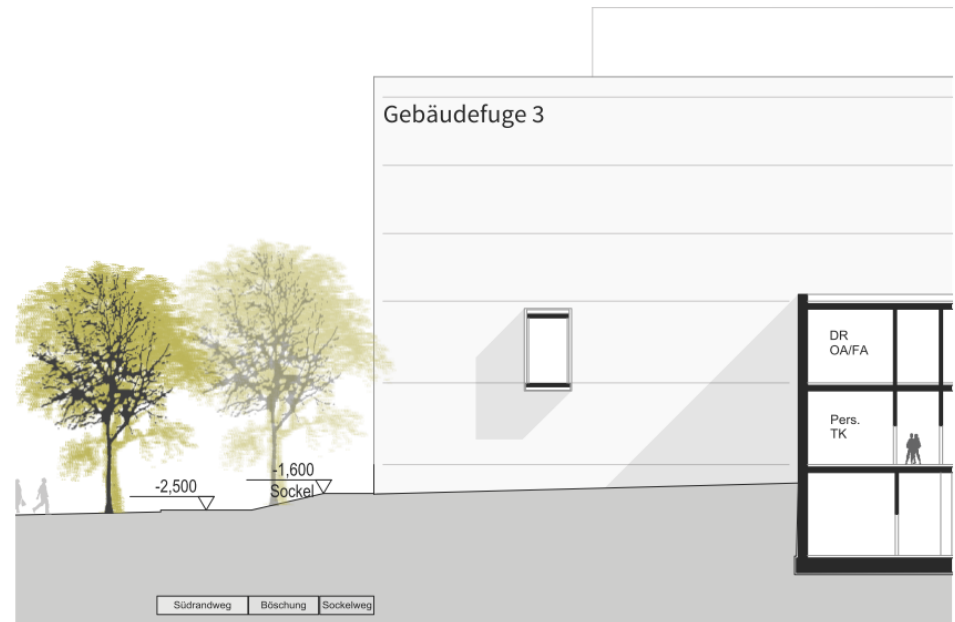 Gebäudefuge 3
DR
OA/FA
Pers.
TK
-1,600
Sockel
-2,500
Südrandweg
Böschung
Sockelweg